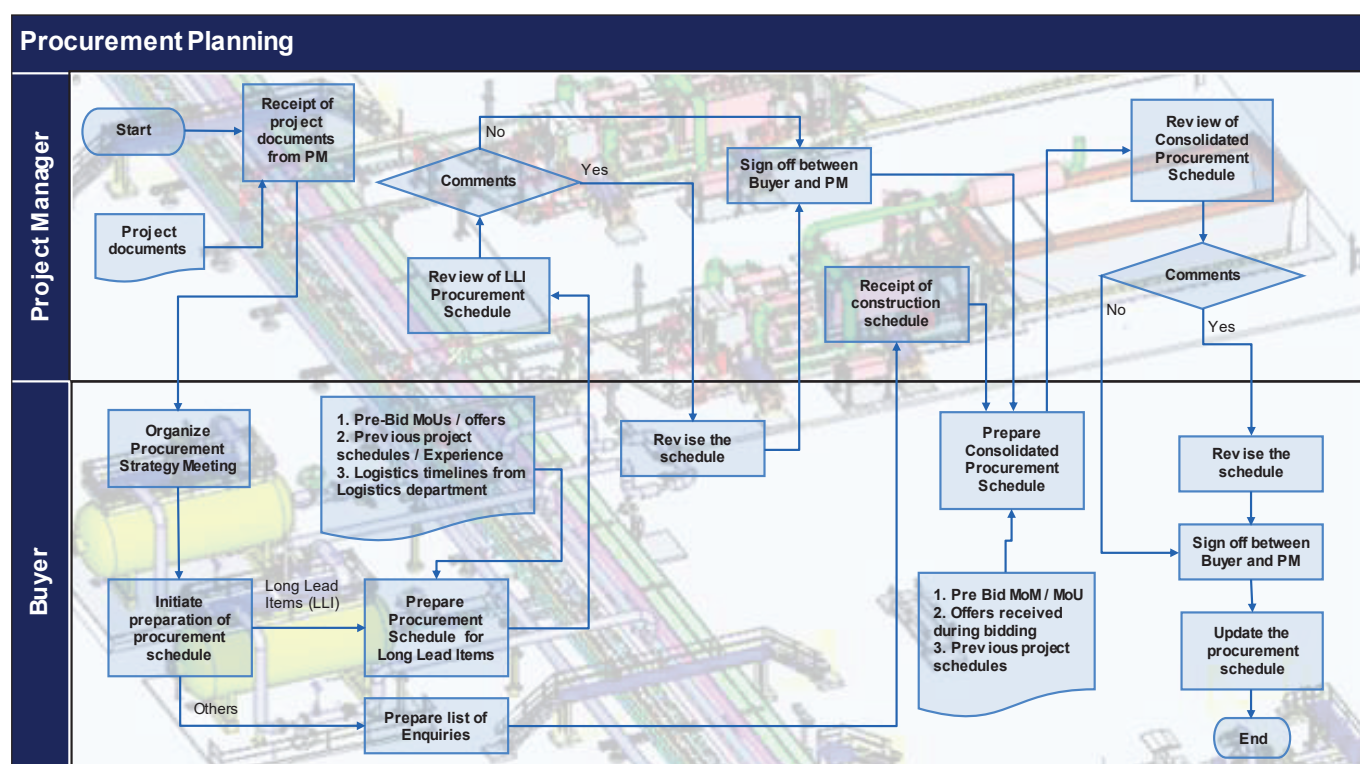 Procurement Planning
Project Manager
Start
Receipt of
project
documents
from PM
Project
documents
No
Comments
Yes
Review of LLI
Procurement
Schedule
Sign off between
Buyer and PM
Receipt of
construction
schedule
Review of
Consolidated
Procurement
Schedule
Comments
No
Yes
Buyer
Organize
Procurement
Strategy Meeting
1. Pre-Bid MoUs / offers
2. Previous project
schedules / Experience
3. Logistics timelines from
Logistics department
Revise the
schedule
Prepare
Consolidated
Procurement
Schedule
Revise the
schedule
Initiate
preparation of
procurement
schedule
Long Lead
Items (LLI)
Prepare
Procurement
Schedule for
Long Lead Items
Others
Prepare list of
Enquiries
1. Pre Bid MoM / MoU
2. Offers received
during bidding
3. Previous project
schedules
Sign off between
Buyer and PM
Update the
procurement
schedule
End